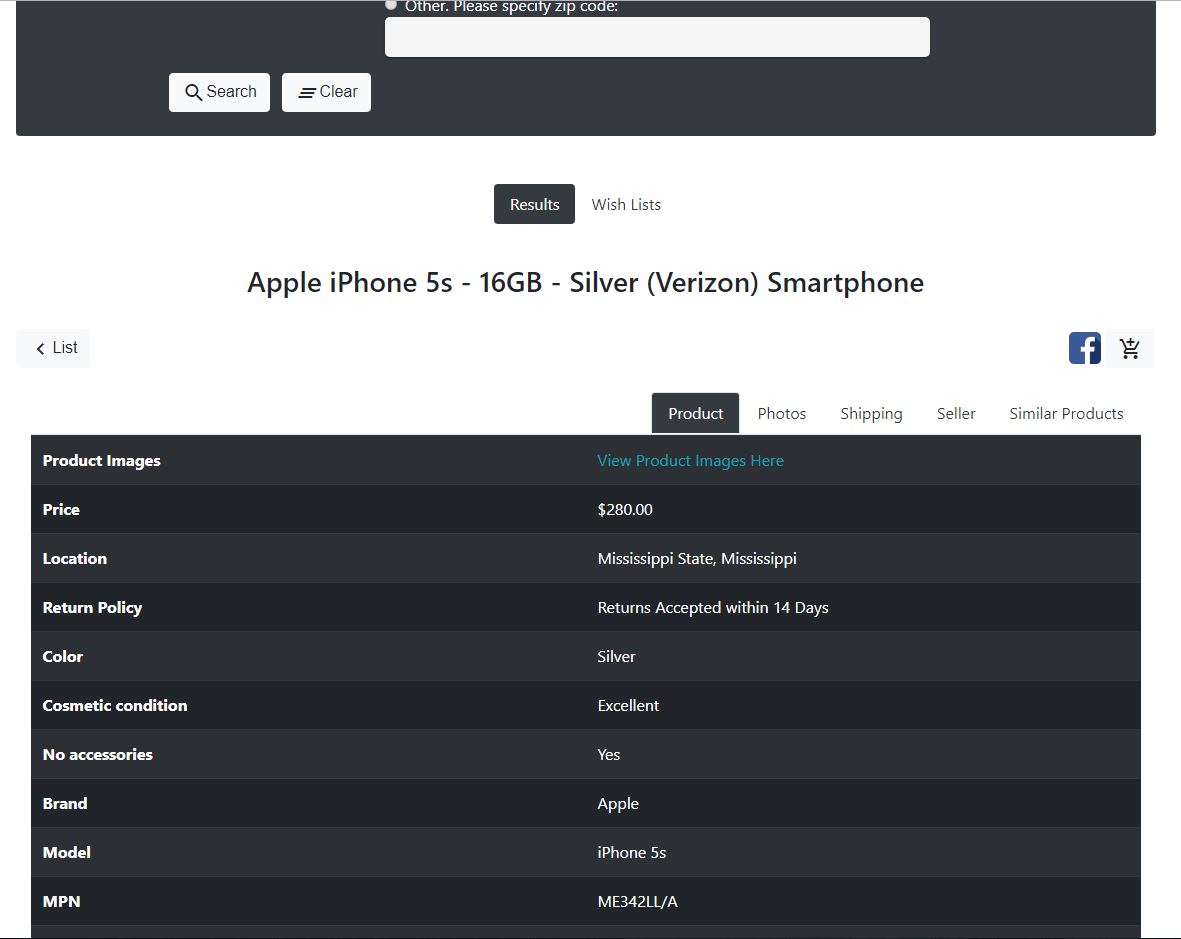 Other. Please specify zip code:
Search Clear
Results Wish Lists
Apple iPhone 5s - 16GB - Silver (Verizon) Smartphone
List
Product Photos Shipping Seller Similar Products
Product Images View Product Images Here
Price $280.00
Location Mississippi State, Mississippi
Return Policy Returns Accepted within 14 Days
Color Silver
Cosmetic condition Excellent
No accessories Yes
Brand Apple
Model iPhone 5s
MPN ME342LL/A